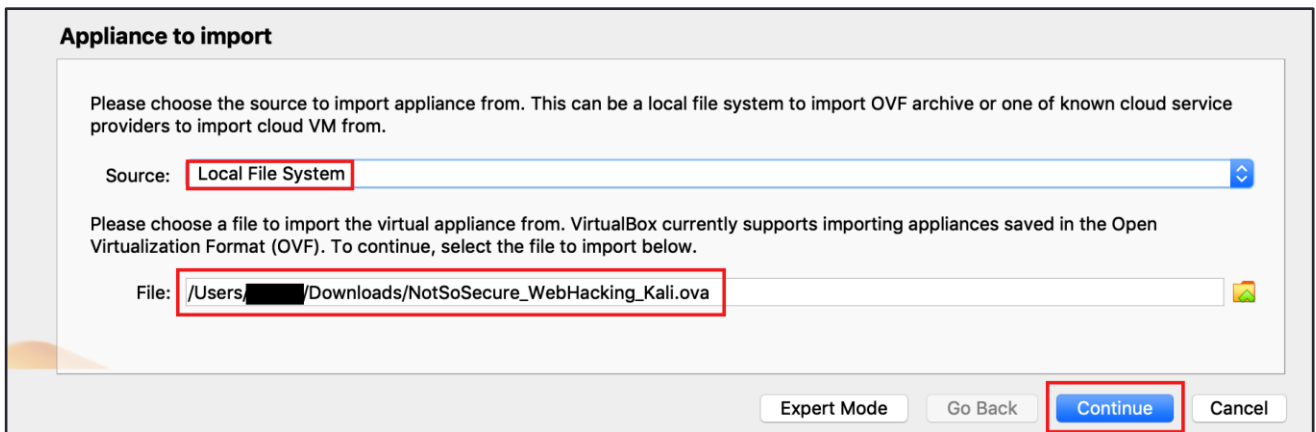 Appliance to import
Please choose the source to import appliance from. This can be a local file system to import OVF archive or one of known cloud service
providers to import cloud VM from.
Source: Local File System
Please choose a file to import the virtual appliance from. VirtualBox currently supports importing appliances saved in the Open
Virtualization Format (OVF). To continue, select the file to import below.
File: /Users/ /Downloads/NotSoSecure_WebHacking_Kali.ova
Expert Mode Go Back Continue Cancel